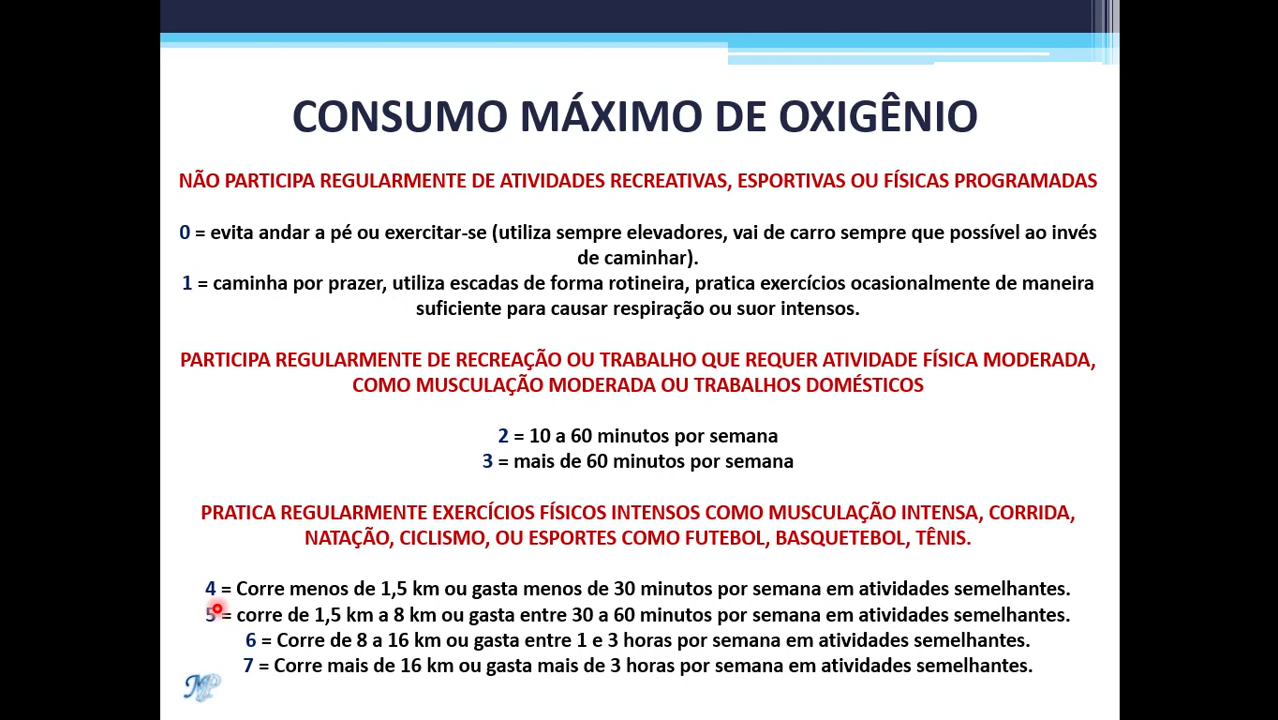 CONSUMO MÁXIMO DE OXIGÊNIO
NÃO PARTICIPA REGULARMENTE DE ATIVIDADES RECREATIVAS, ESPORTIVAS OU FÍSICAS PROGRAMADAS
0 = evita andar a pé ou exercitar-se (utiliza sempre elevadores, vai de carro sempre que possível ao invés
de caminhar).
1 = caminha por prazer, utiliza escadas de forma rotineira, pratica exercícios ocasionalmente de maneira
suficiente para causar respiração ou suor intensos.
PARTICIPA REGULARMENTE DE RECREAÇÃO OU TRABALHO QUE REQUER ATIVIDADE FÍSICA MODERADA,
COMO MUSCULAÇÃO MODERADA OU TRABALHOS DOMÉSTICOS
2 = 10 a 60 minutos por semana
3 = mais de 60 minutos por semana
PRATICA REGULARMENTE EXERCÍCIOS FÍSICOS INTENSOS COMO MUSCULAÇÃO INTENSA, CORRIDA,
NATAÇÃO, CICLISMO, OU ESPORTES COMO FUTEBOL, BASQUETEBOL, TÊNIS.
4 = Corre menos de 1,5 km ou gasta menos de 30 minutos por semana em atividades semelhantes.
5 = corre de 1,5 km a 8 km ou gasta entre 30 a 60 minutos por semana em atividades semelhantes.
6 = Corre de 8 a 16 km ou gasta entre 1 e 3 horas por semana em atividades semelhantes.
7 = Corre mais de 16 km ou gasta mais de 3 horas por semana em atividades semelhantes.